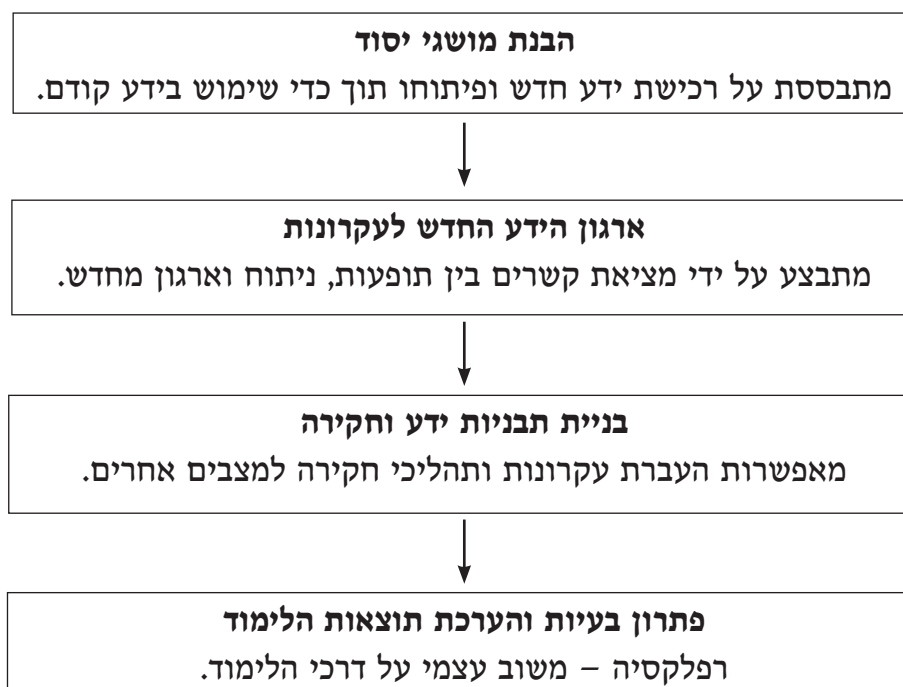 הבנת מושגי יסוד
מתבססת על רכישת ידע חדש ופיתוחו תוך כדי שימוש בידע קודם.
ארגון הידע החדש לעקרונות
מתבצע על ידי מציאת קשרים בין תופעות, ניתוח וארגון מחדש.
בניית תבניות ידע וחקירה
מאפשרות העברת עקרונות ותהליכי חקירה למצבים אחרים.
פתרון בעיות והערכת תוצאות הלימוד
רפלקסיה – משוב עצמי על דרכי הלימוד.